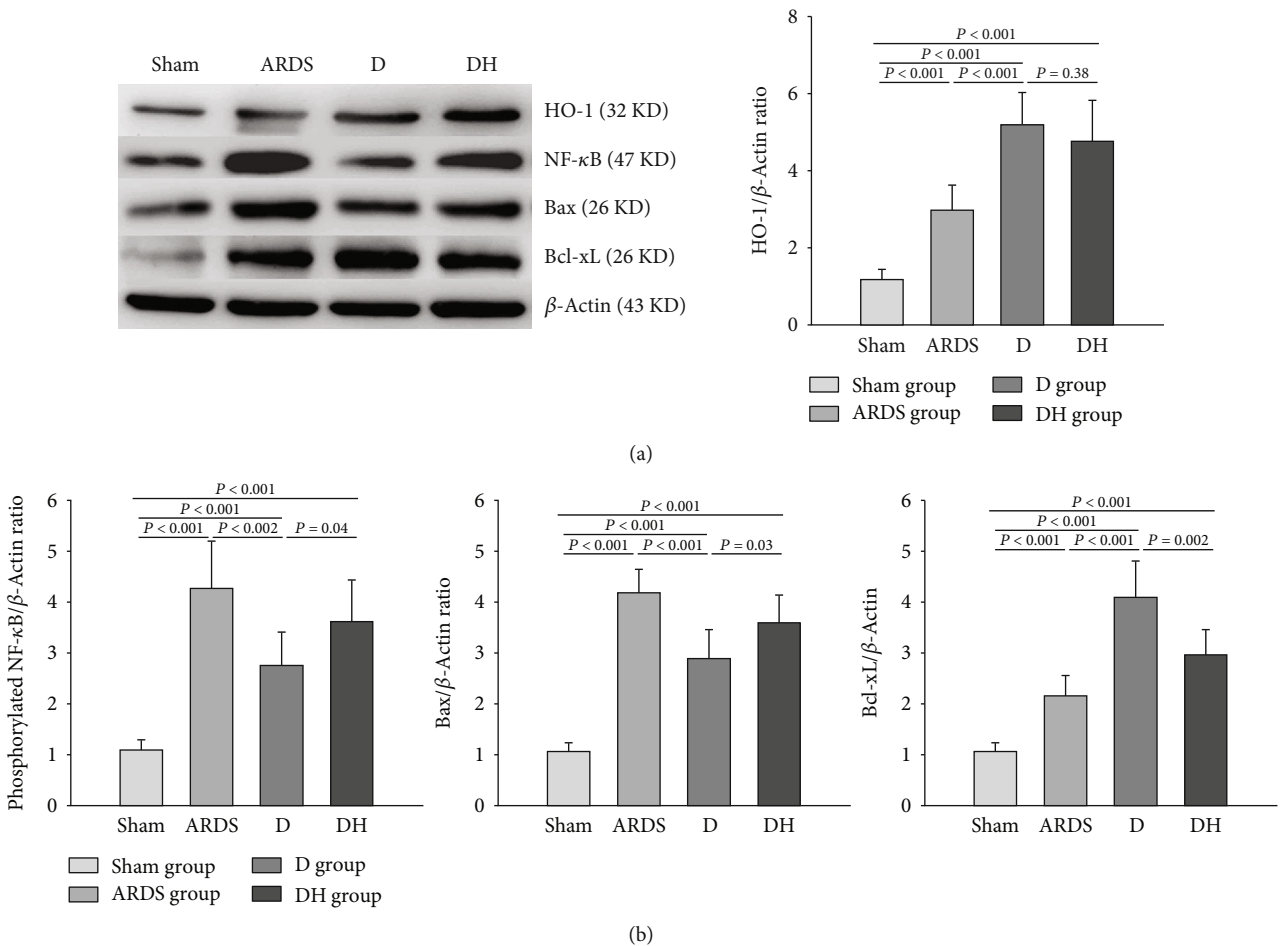 Sham ARDS D DH
HO-1 (32 KD)
NF-κB (47 KD)
Bax (26 KD)
Bcl-xL (26 KD)
β-Actin (43 KD)
HO-1/β-Actin ratio
8
6
4
2
0
P < 0.001
P < 0.001
P < 0.001 P < 0.001 P = 0.38
Sham ARDS D DH
Sham group D group
ARDS group DH group
(a)
Phosphorylated NF-κB/β-Actin ratio
6
5
4
3
2
1
0
P < 0.001
P < 0.001
P < 0.001 P < 0.002 P = 0.04
Sham ARDS D DH
Sham group D group
ARDS group DH group
Bax/β-Actin ratio
6
5
4
3
2
1
0
P < 0.001
P < 0.001
P < 0.001 P < 0.001 P = 0.03
Sham ARDS D DH
Bcl-xL/β-Actin
6
5
4
3
2
1
0
P < 0.001
P < 0.001
P < 0.001 P < 0.001 P = 0.002
Sham ARDS D DH
(b)